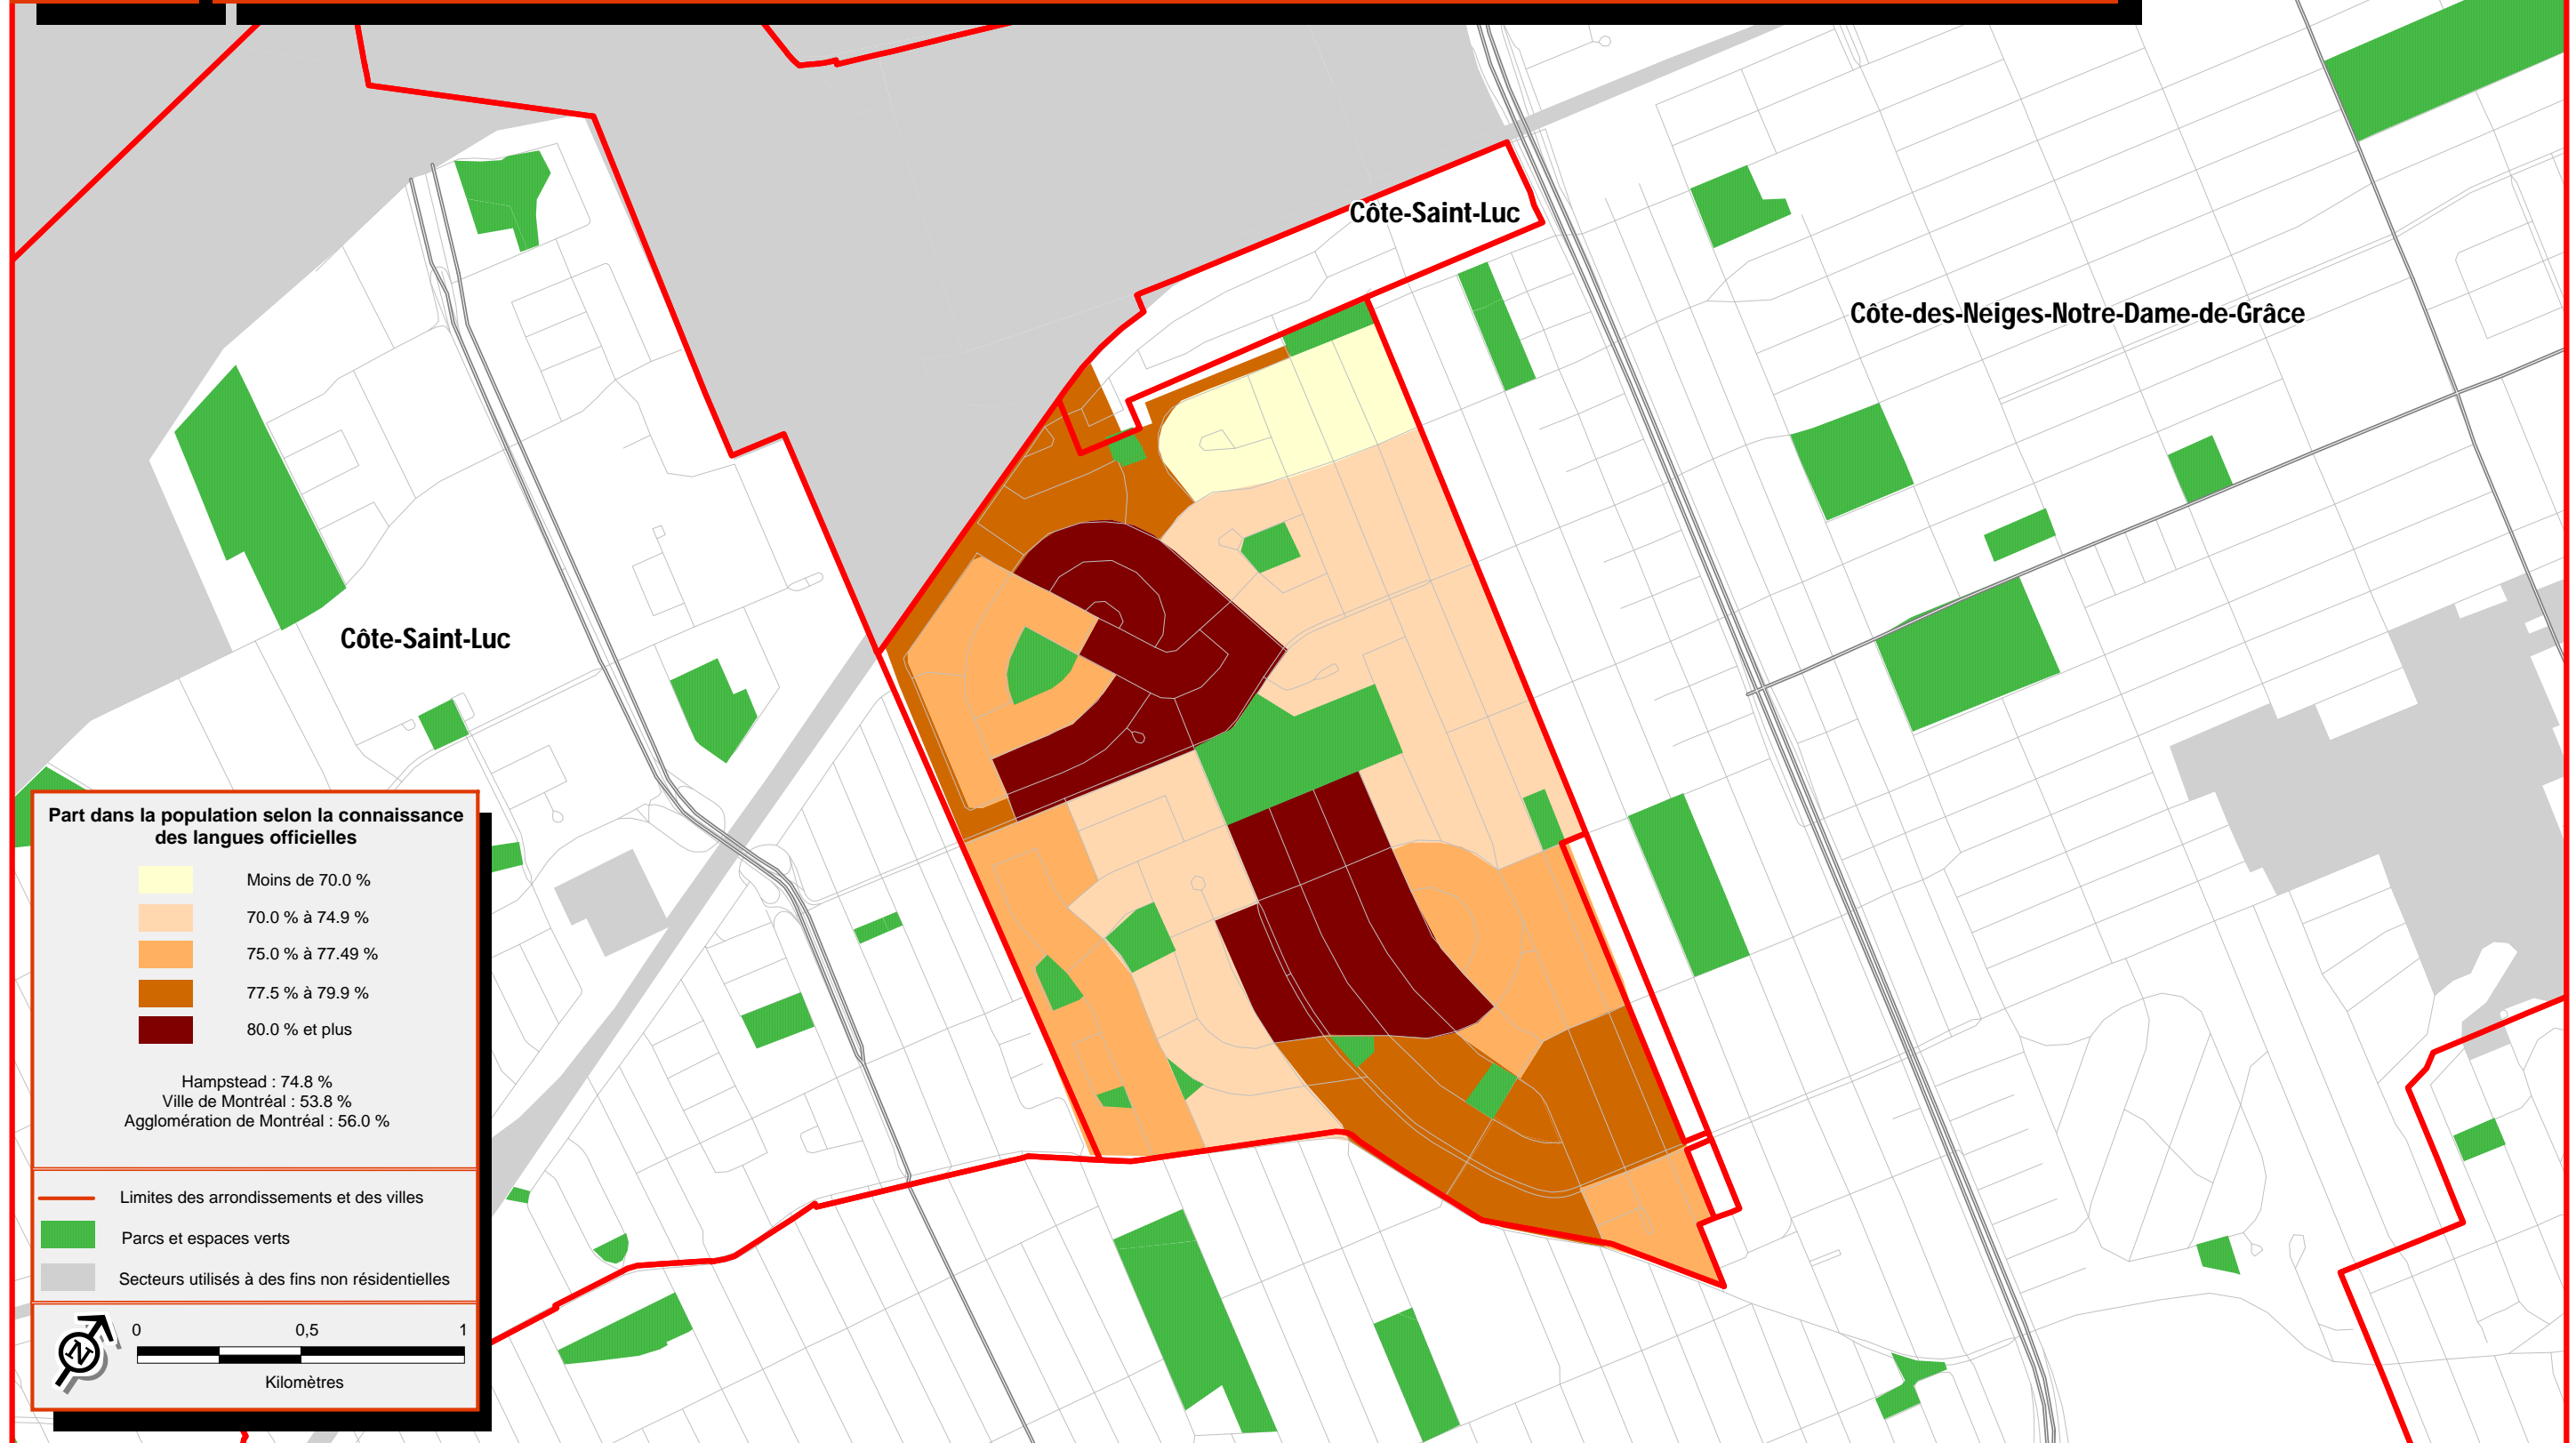 Côte-Saint-Luc
Côte-des-Neiges-Notre-Dame-de-Grâce
Côte-Saint-Luc
Part dans la population selon la connaissance
des langues officielles
Moins de 70.0 %
70.0 % à 74.9 %
75.0 % à 77.49 %
77.5 % à 79.9 %
80.0 % et plus
Hampstead : 74.8 %
Ville de Montréal : 53.8 %
Agglomération de Montréal : 56.0 %
Limites des arrondissements et des villes
Parcs et espaces verts
Secteurs utilisés à des fins non résidentielles
N
0 0,5 1
Kilomètres